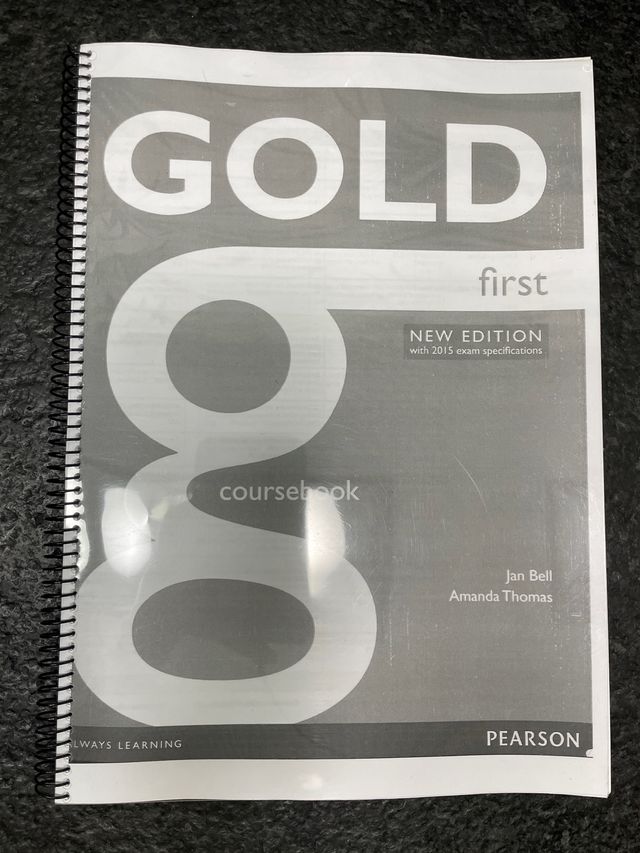 GOLD
first
NEW EDITION
with 2015 exam specifications
coursebook
Jan Bell
Amanda Thomas
LWAYS LEARNING
PEARSON